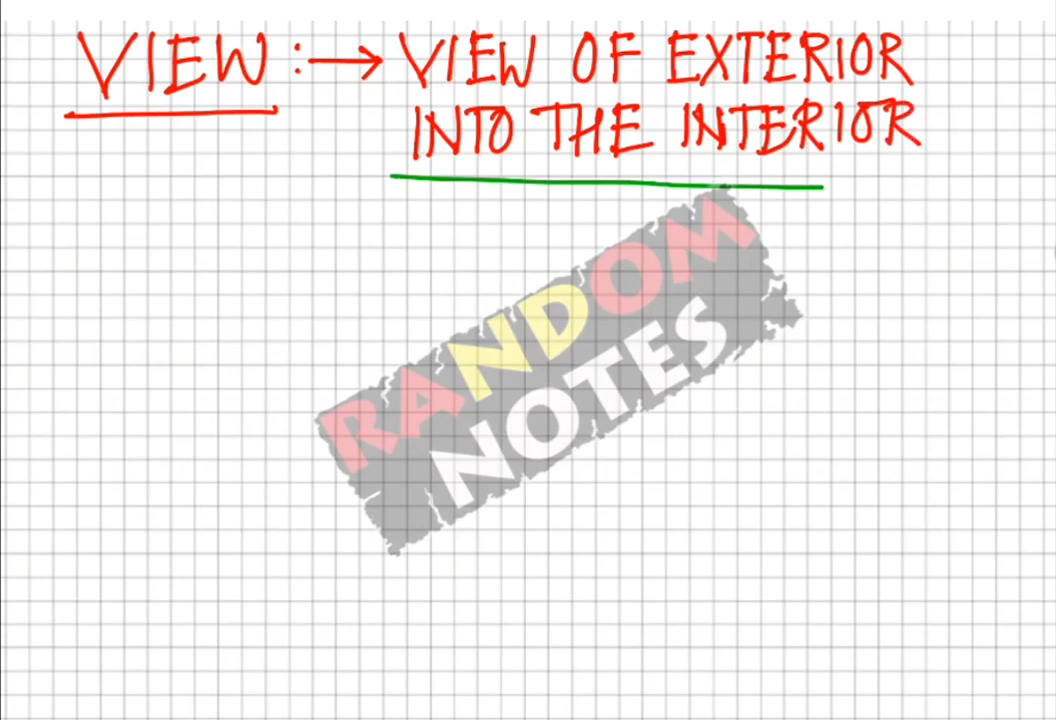 VIEW :→ VIEW OF EXTERIOR
INTO THE INTERIOR
RANDOM
NOTES